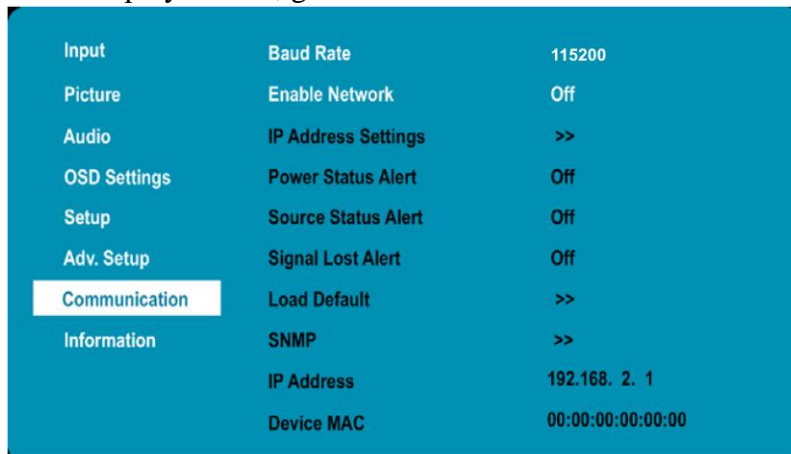 Input Baud Rate 115200
Picture Enable Network Off
Audio IP Address Settings >>
OSD Settings Power Status Alert Off
Setup Source Status Alert Off
Adv. Setup Signal Lost Alert Off
Communication Load Default >>
Information SNMP >>
IP Address 192.168. 2. 1
Device MAC 00:00:00:00:00:00